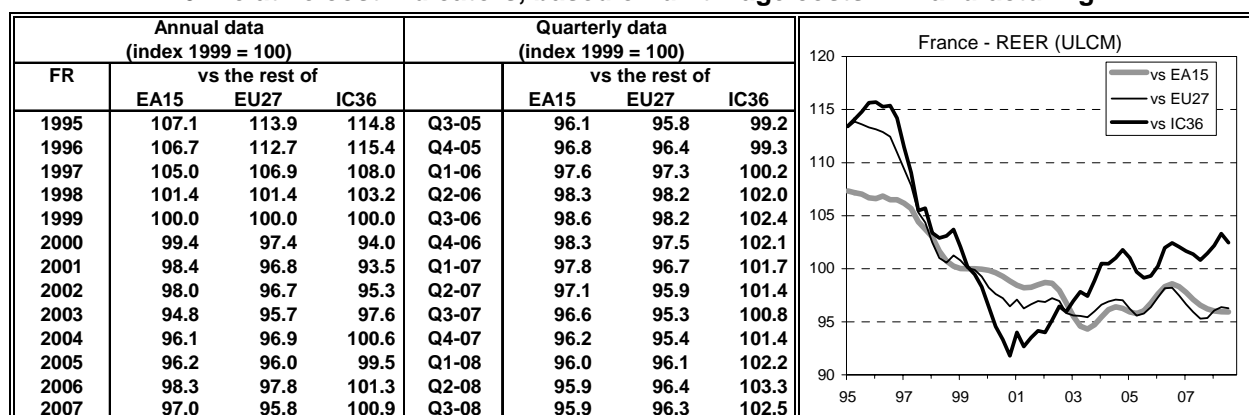 Relative cost indicators, based on unit wage costs in manufacturing
Annual data Quarterly data
(index 1999 = 100) (index 1999 = 100)
FR vs the rest of vs the rest of
EA15 EU27 IC36 EA15 EU27 IC36
1995 107.1 113.9 114.8 Q3-05 96.1 95.8 99.2
1996 106.7 112.7 115.4 Q4-05 96.8 96.4 99.3
1997 105.0 106.9 108.0 Q1-06 97.6 97.3 100.2
1998 101.4 101.4 103.2 Q2-06 98.3 98.2 102.0
1999 100.0 100.0 100.0 Q3-06 98.6 98.2 102.4
2000 99.4 97.4 94.0 Q4-06 98.3 97.5 102.1
2001 98.4 96.8 93.5 Q1-07 97.8 96.7 101.7
2002 98.0 96.7 95.3 Q2-07 97.1 95.9 101.4
2003 94.8 95.7 97.6 Q3-07 96.6 95.3 100.8
2004 96.1 96.9 100.6 Q4-07 96.2 95.4 101.4
2005 96.2 96.0 99.5 Q1-08 96.0 96.1 102.2
2006 98.3 97.8 101.3 Q2-08 95.9 96.4 103.3
2007 97.0 95.8 100.9 Q3-08 95.9 96.3 102.5
France - REER (ULCM)
vs EA15
vs EU27
vs IC36
120
115
110
105
100
95
90
95 97 99 01 03 05 07